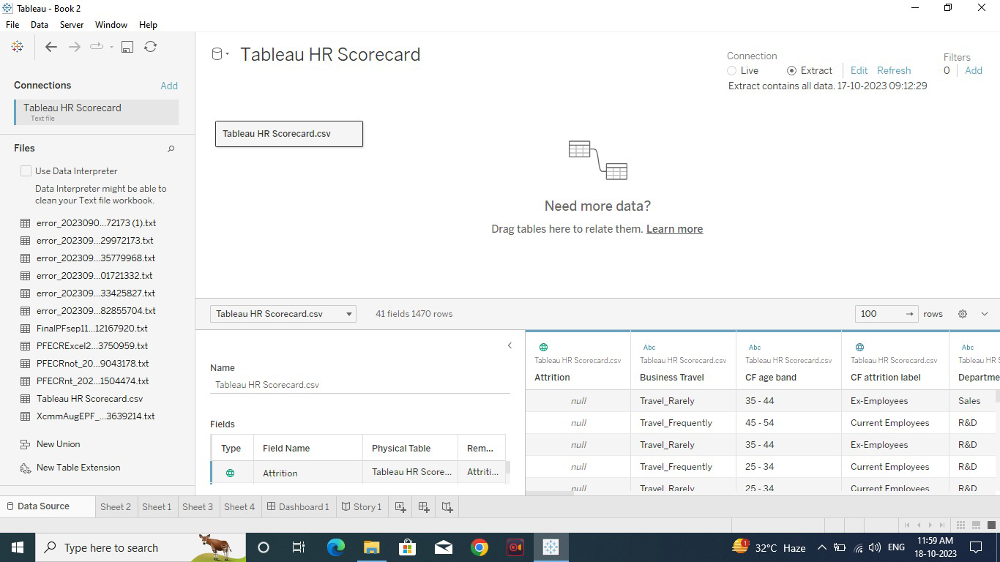 Tableau - Book 2
File Data Server Window Help
Tableau HR Scorecard
Connection
Live Extract Edit Refresh
Extract contains all data. 17-10-2023 09:12:29
Filters
0 Add
Connections Add
Tableau HR Scorecard
Text file
Files
Use Data Interpreter
Data Interpreter might be able to
clean your Text file workbook.
error_2023090...72173 (1).txt
error_202309...29972173.txt
error_202309...35779968.txt
error_202309...01721332.txt
error_202309...33425827.txt
error_202309...82855704.txt
FinalPFsep11...12167920.txt
PFECRExcel2...3750959.txt
PFECRnot_20...9043178.txt
PFECRnt_202...1504474.txt
Tableau HR Scorecard.csv
XcmmAugEPF_...3639214.txt
New Union
New Table Extension
Tableau HR Scorecard.csv
Need more data?
Drag tables here to relate them. Learn more
Tableau HR Scorecard.csv 41 fields 1470 rows 100 rows
Name
Tableau HR Scorecard.csv
Fields
Type Field Name Physical Table Rem...
Attrition Tableau HR Score... Attriti...
Abc Abc Abc
Tableau HR Scorecard.csv Tableau HR Scorecard.csv Tableau HR Scorecard.csv Tableau HR Scorecard.csv Tableau HR S
Attrition Business Travel CF age band CF attrition label Departme
null Travel_Rarely 35 - 44 Ex-Employees Sales
null Travel_Frequently 45 - 54 Current Employees R&D
null Travel_Rarely 35 - 44 Ex-Employees R&D
null Travel_Frequently 25 - 34 Current Employees R&D
null Travel_Rarely 25 - 34 Current Employees R&D
Data Source Sheet 2 Sheet 1 Sheet 3 Sheet 4 Dashboard 1 Story 1
Type here to search
1
32°C Haze ENG
11:59 AM
18-10-2023